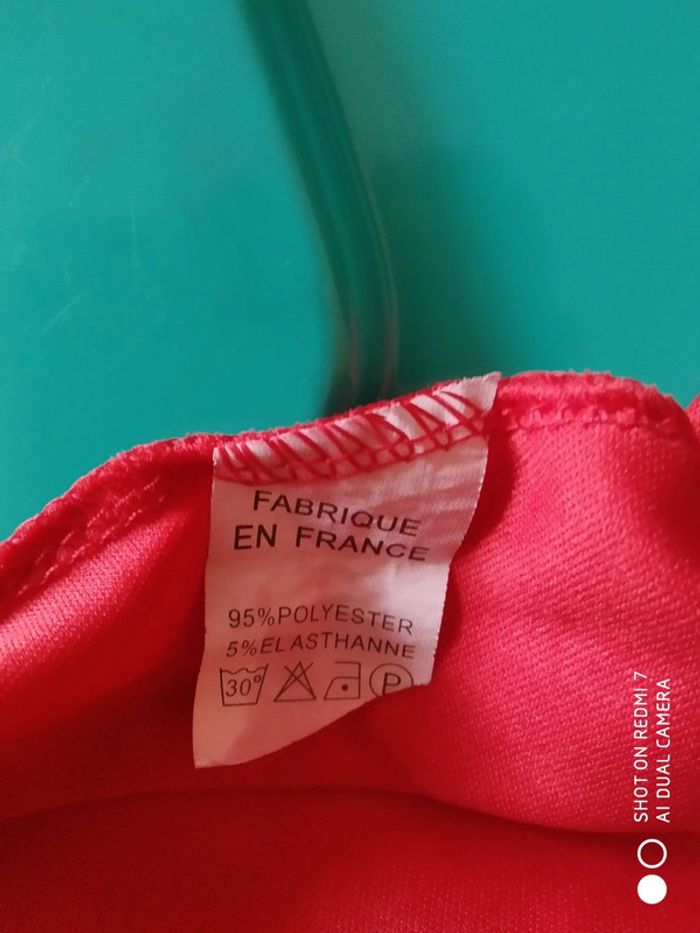 FABRIQUE
EN FRANCE
95%POLYESTER
5%ELASTHANNE
30° P
SHOT ON REDMI 7
AI DUAL CAMERA